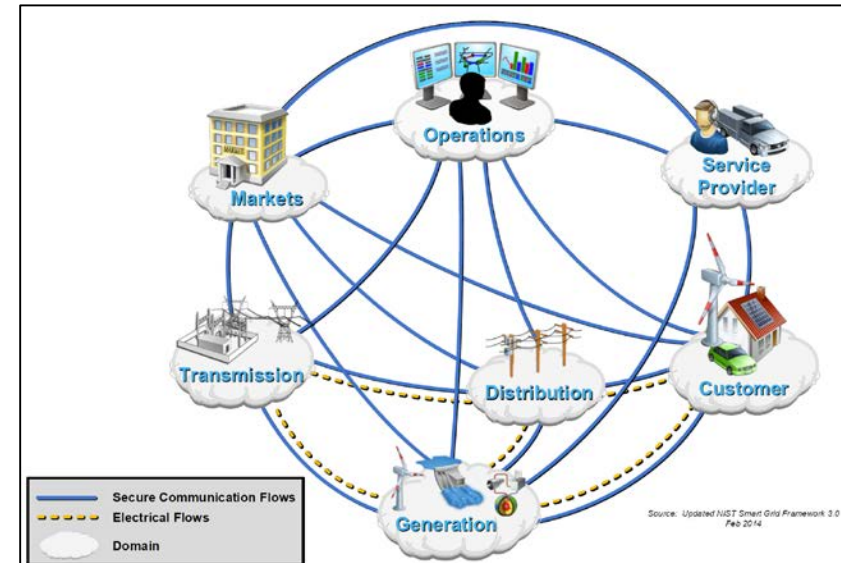 Operations
MARKET
Markets
Service
Provider
Transmission
Distribution
Customer
Generation
Secure Communication Flows
Electrical Flows
Domain
Source: Updated NIST Smart Grid Framework 3.0
Feb 2014